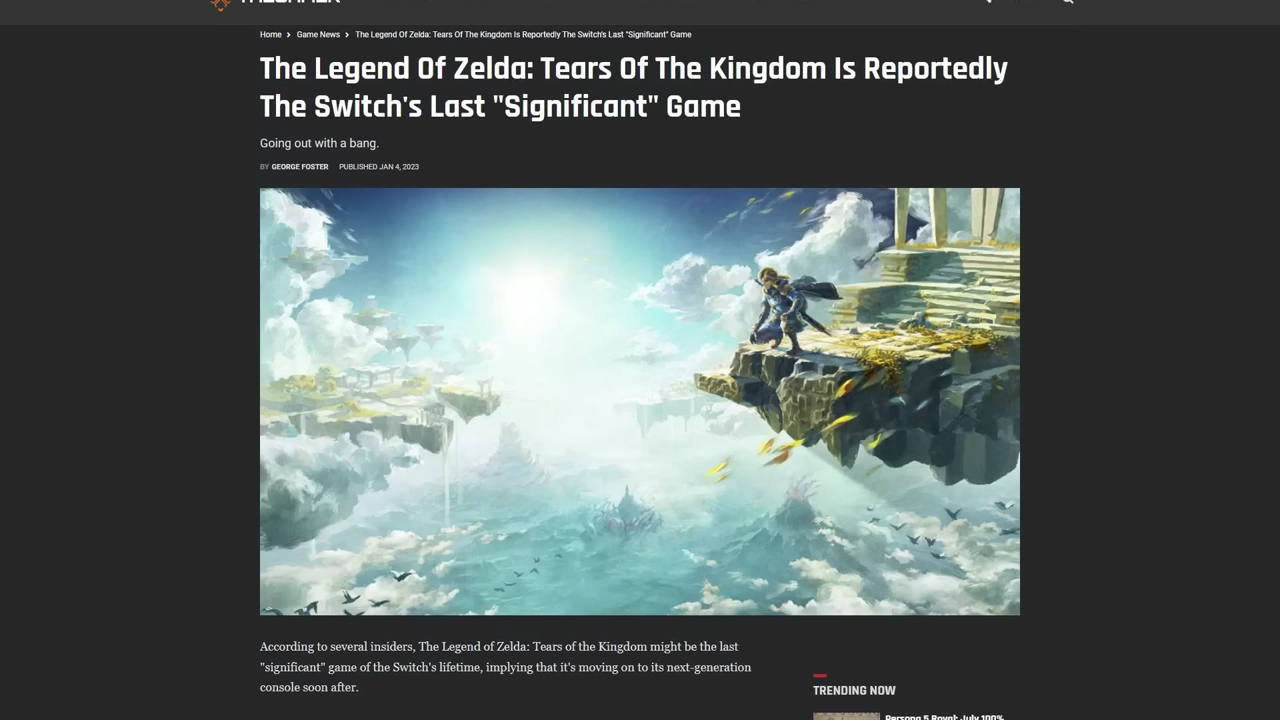 Home > Game News > The Legend Of Zelda: Tears Of The Kingdom Is Reportedly The Switch's Last "Significant" Game
The Legend Of Zelda: Tears Of The Kingdom Is Reportedly
The Switch's Last "Significant" Game
Going out with a bang.
BY GEORGE FOSTER PUBLISHED JAN 4, 2023
According to several insiders, The Legend of Zelda: Tears of the Kingdom might be the last
"significant" game of the Switch's lifetime, implying that it's moving on to its next-generation
console soon after.
TRENDING NOW
Persona 5 Royal: July 100%